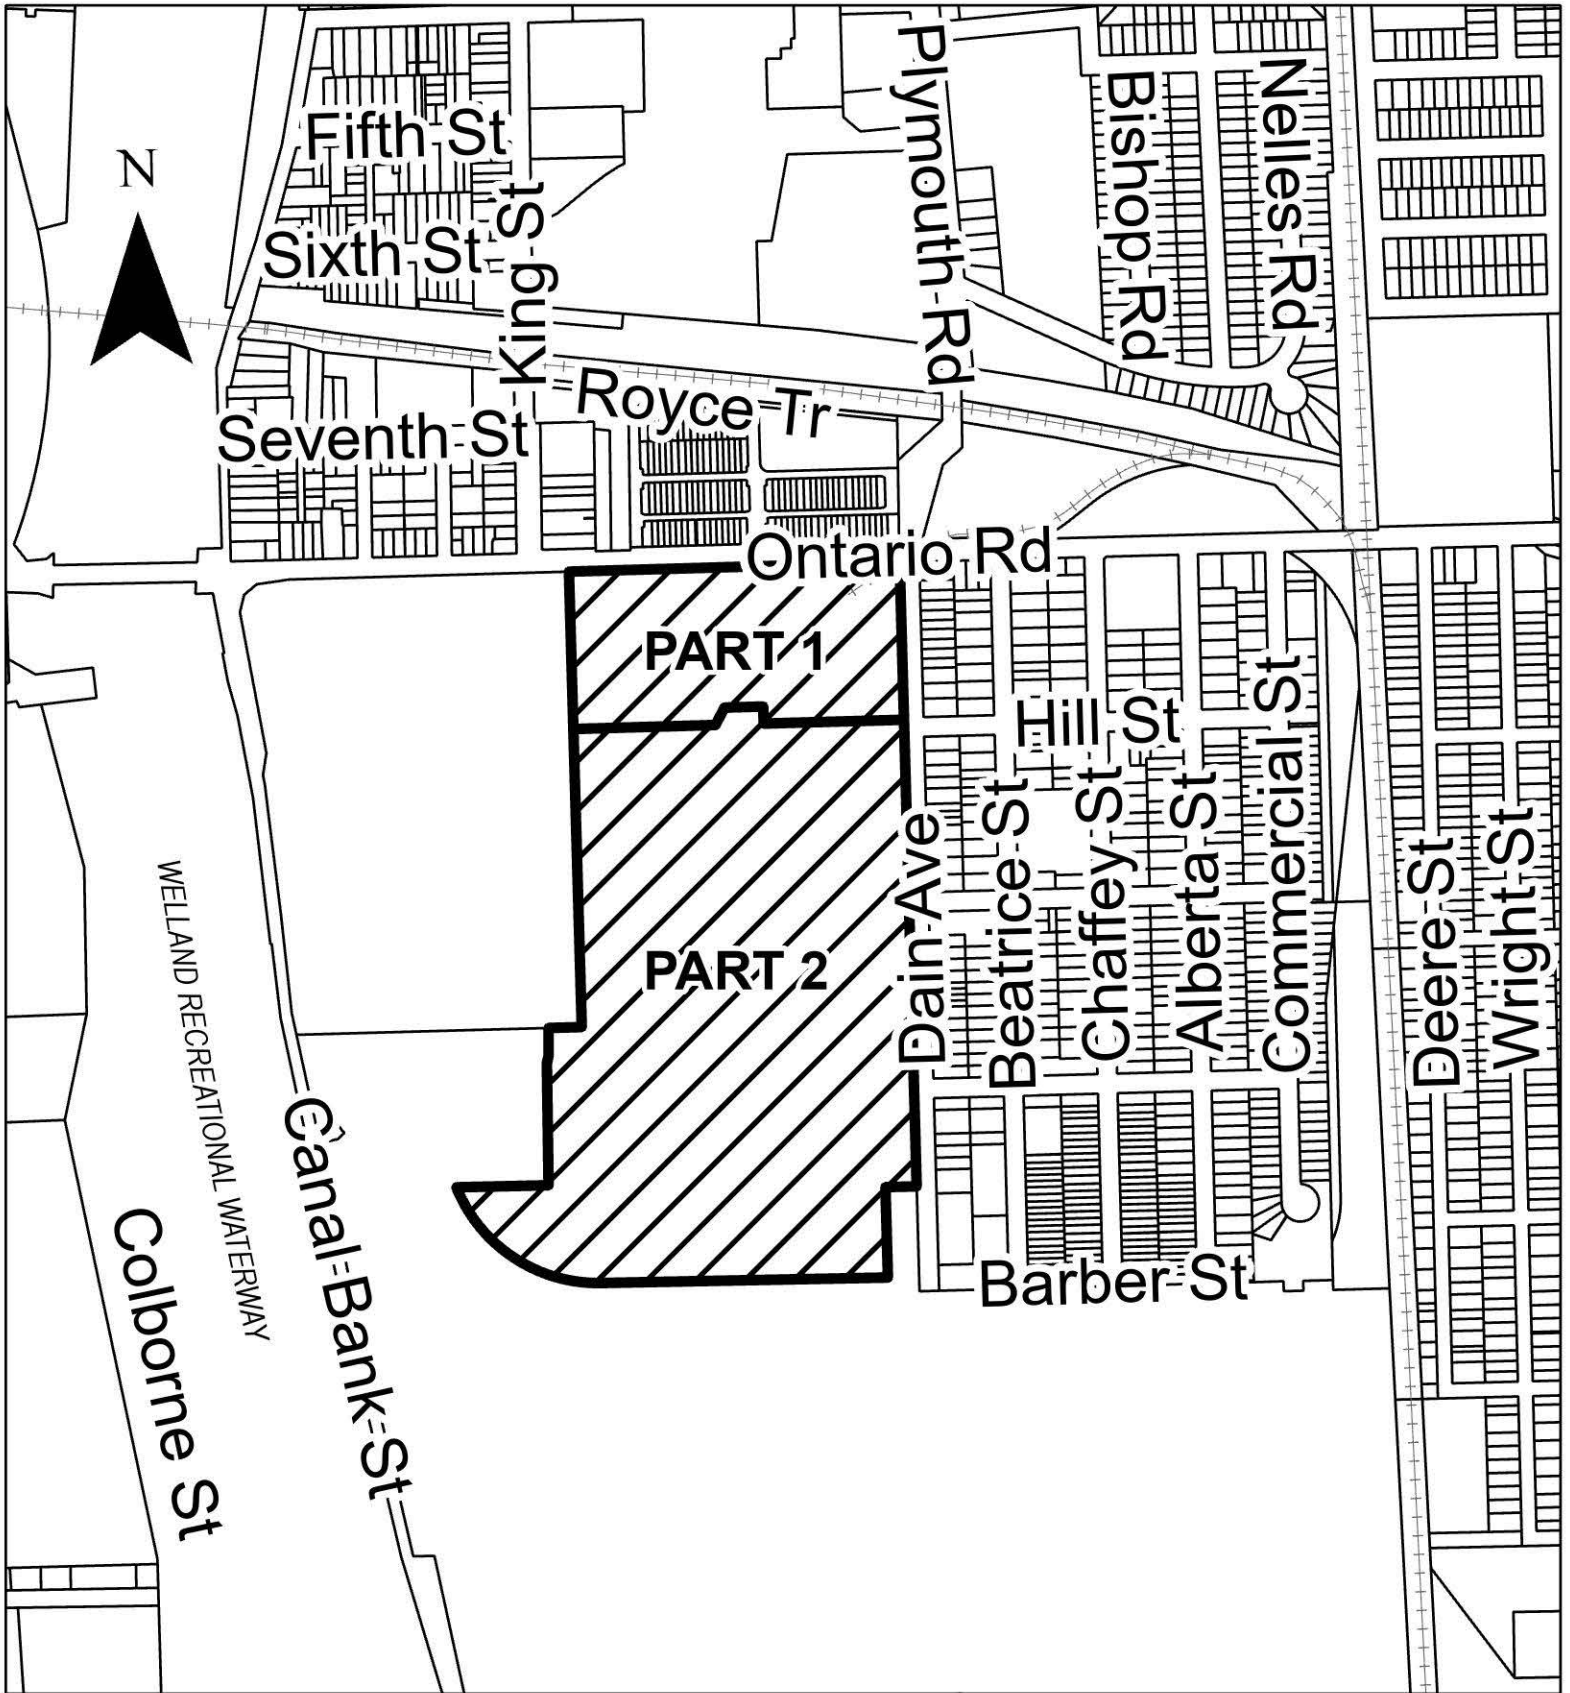 Plymouth Rd
Bishop Rd
Nelles Rd
Fifth St
N
King St
Sixth St
Royce Tr
Seventh St
Ontario Rd
PART 1
Hill St
Commercial St
Beatrice St
Chaffey St
Alberta St
Dain Ave
Deere St
Wright St
WELLAND RECREATIONAL WATERWAY
PART 2
Canal Bank St
Colborne St
Barber St